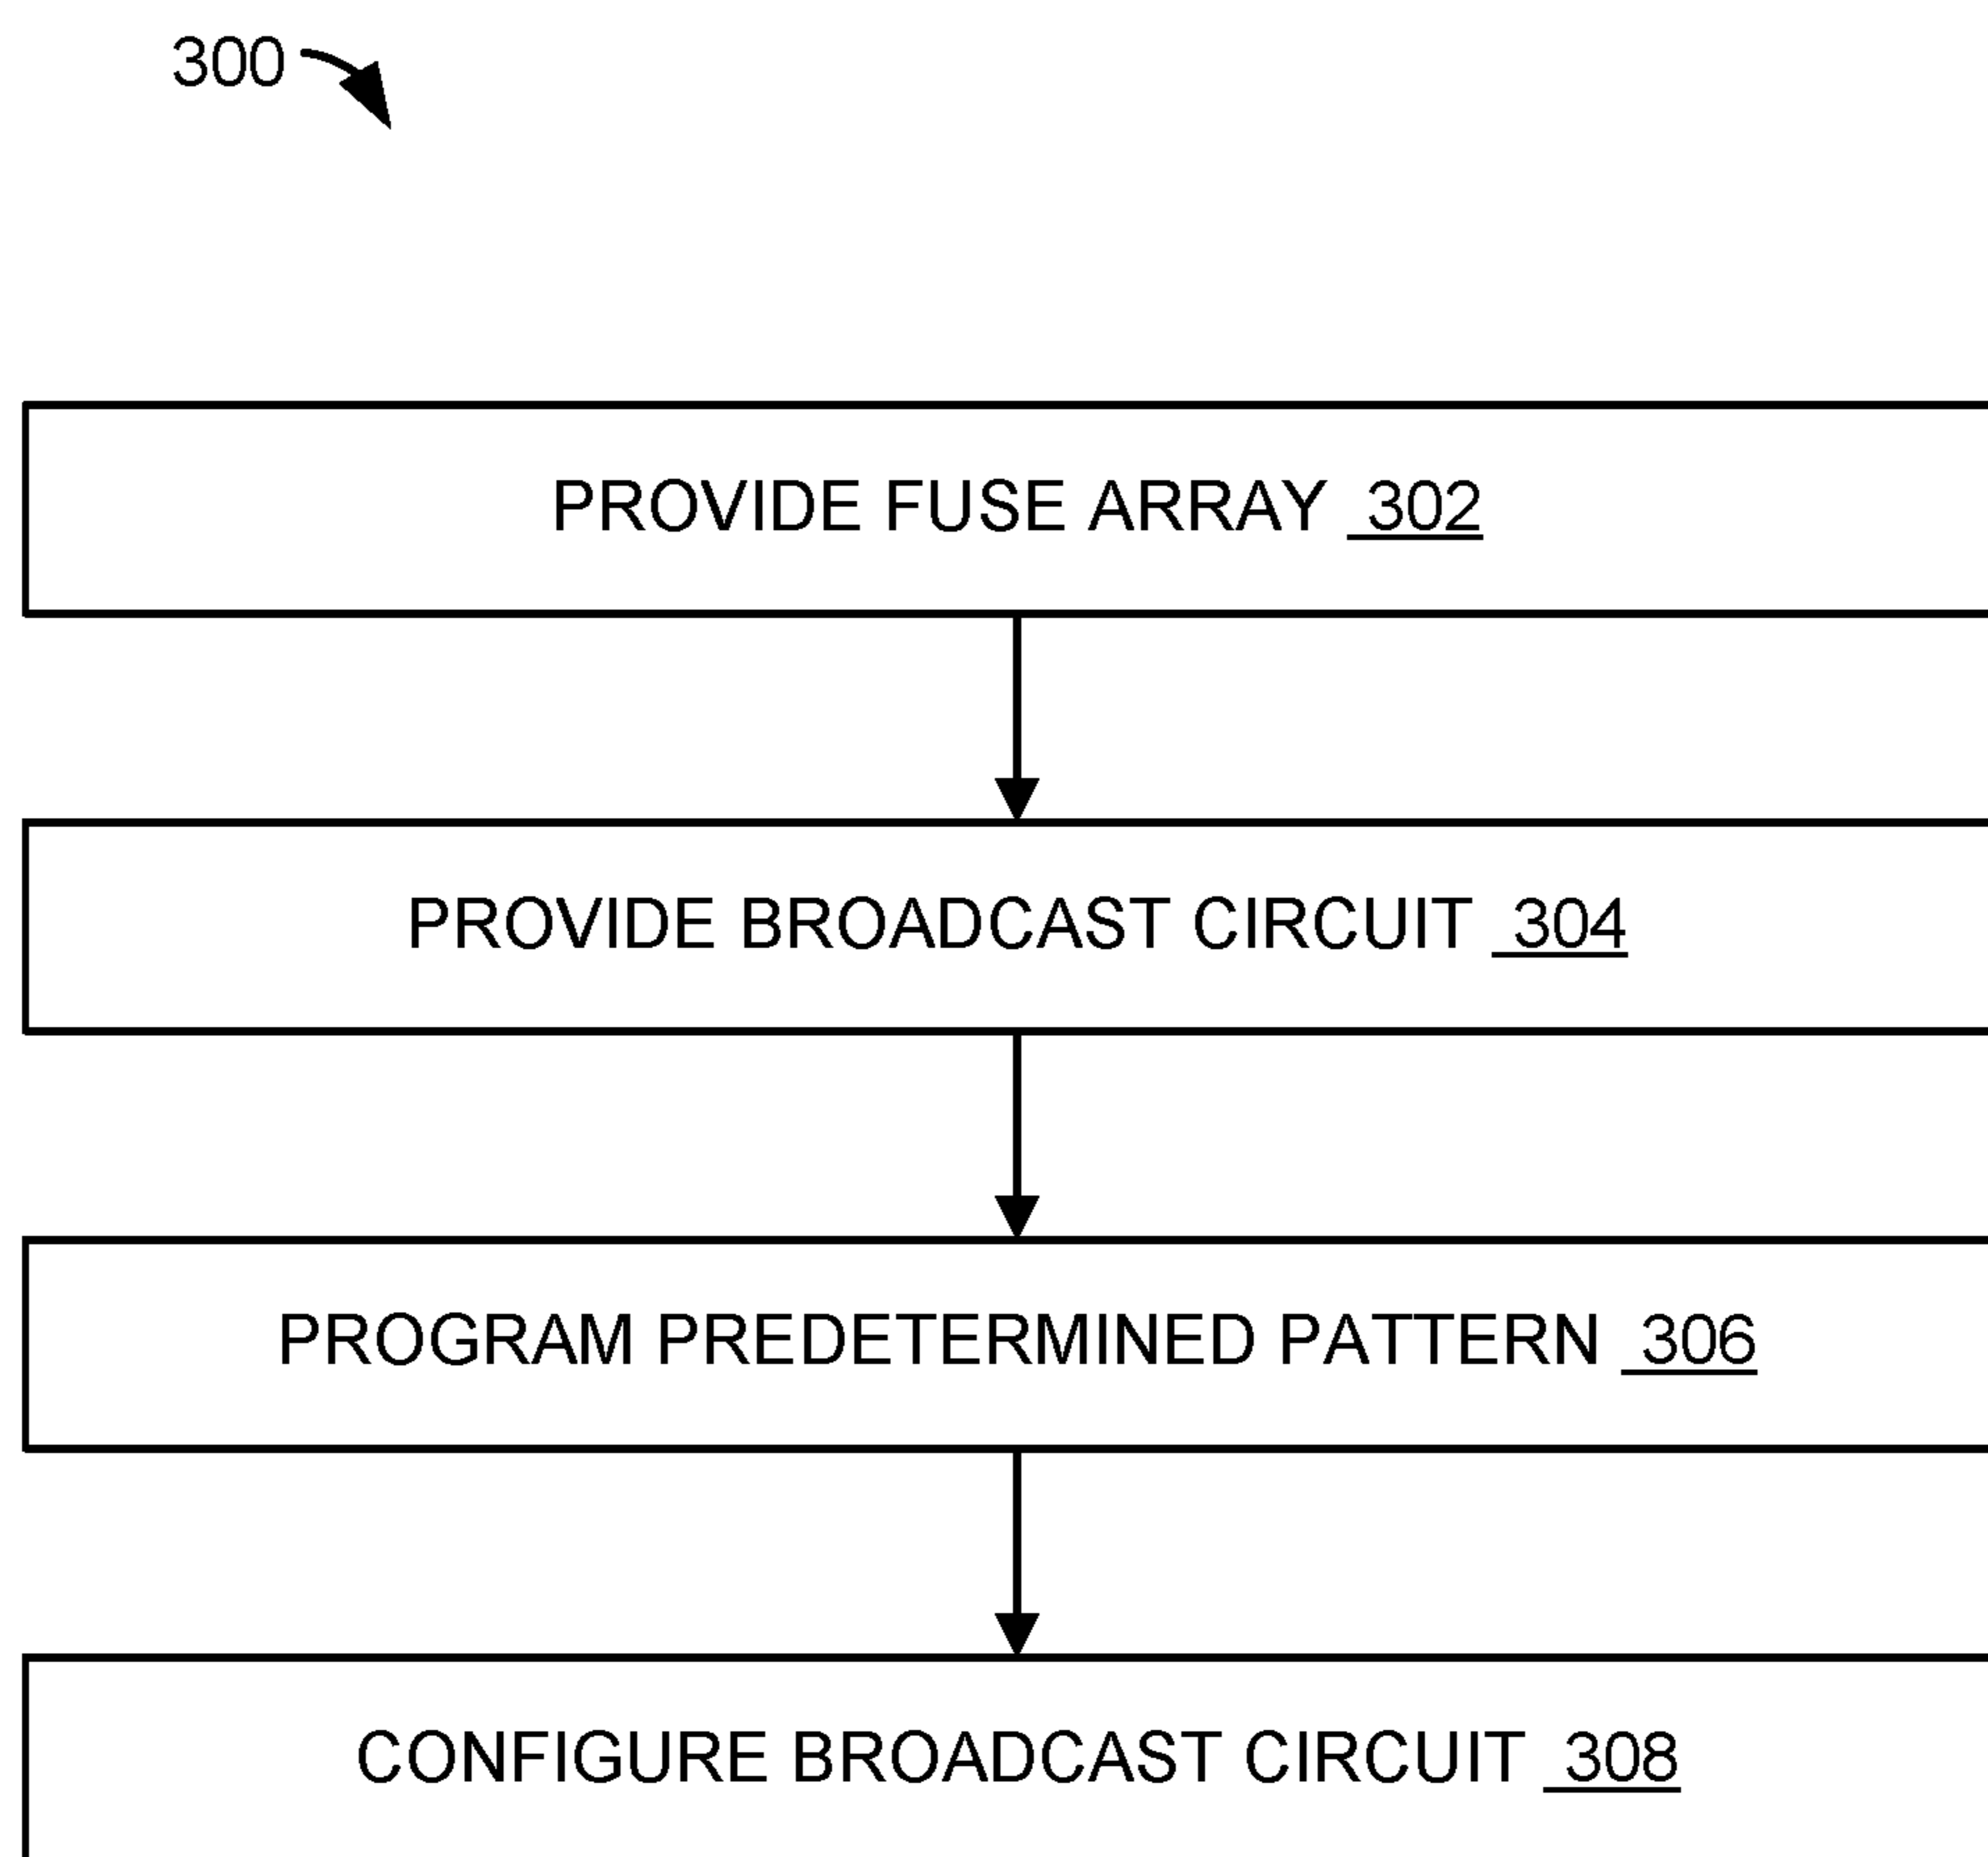 300
PROVIDE FUSE ARRAY 302
PROVIDE BROADCAST CIRCUIT 304
PROGRAM PREDETERMINED PATTERN 306
CONFIGURE BROADCAST CIRCUIT 308